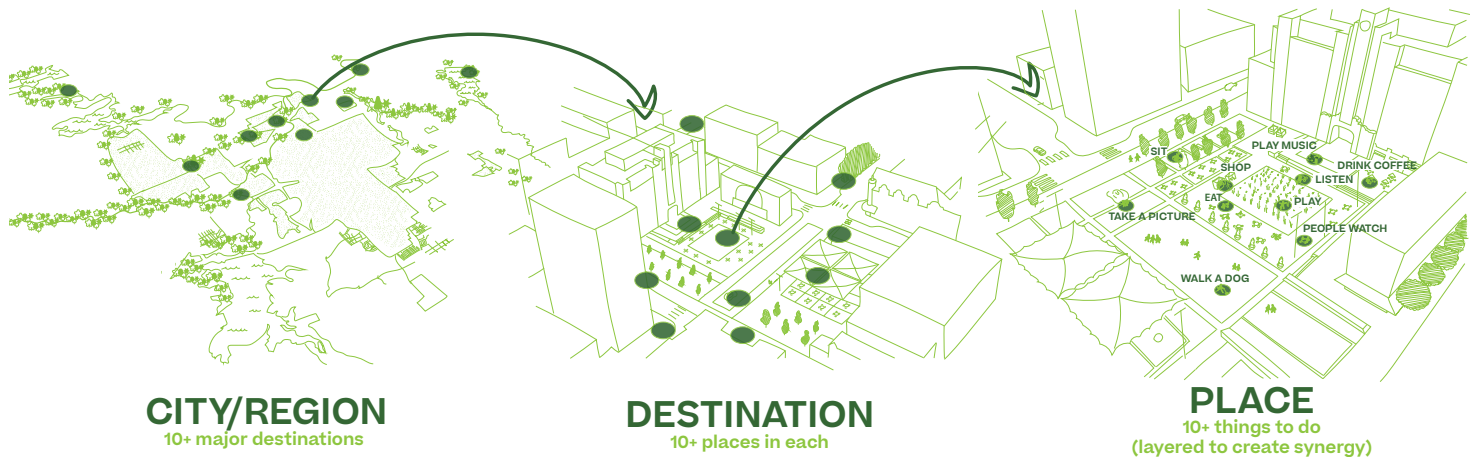 SIT
PLAY MUSIC
SHOP
DRINK COFFEE
LISTEN
EAT
PLAY
TAKE A PICTURE
PEOPLE WATCH
WALK A DOG
CITY/REGION
10+ major destinations
DESTINATION
10+ places in each
PLACE
10+ things to do
(layered to create synergy)